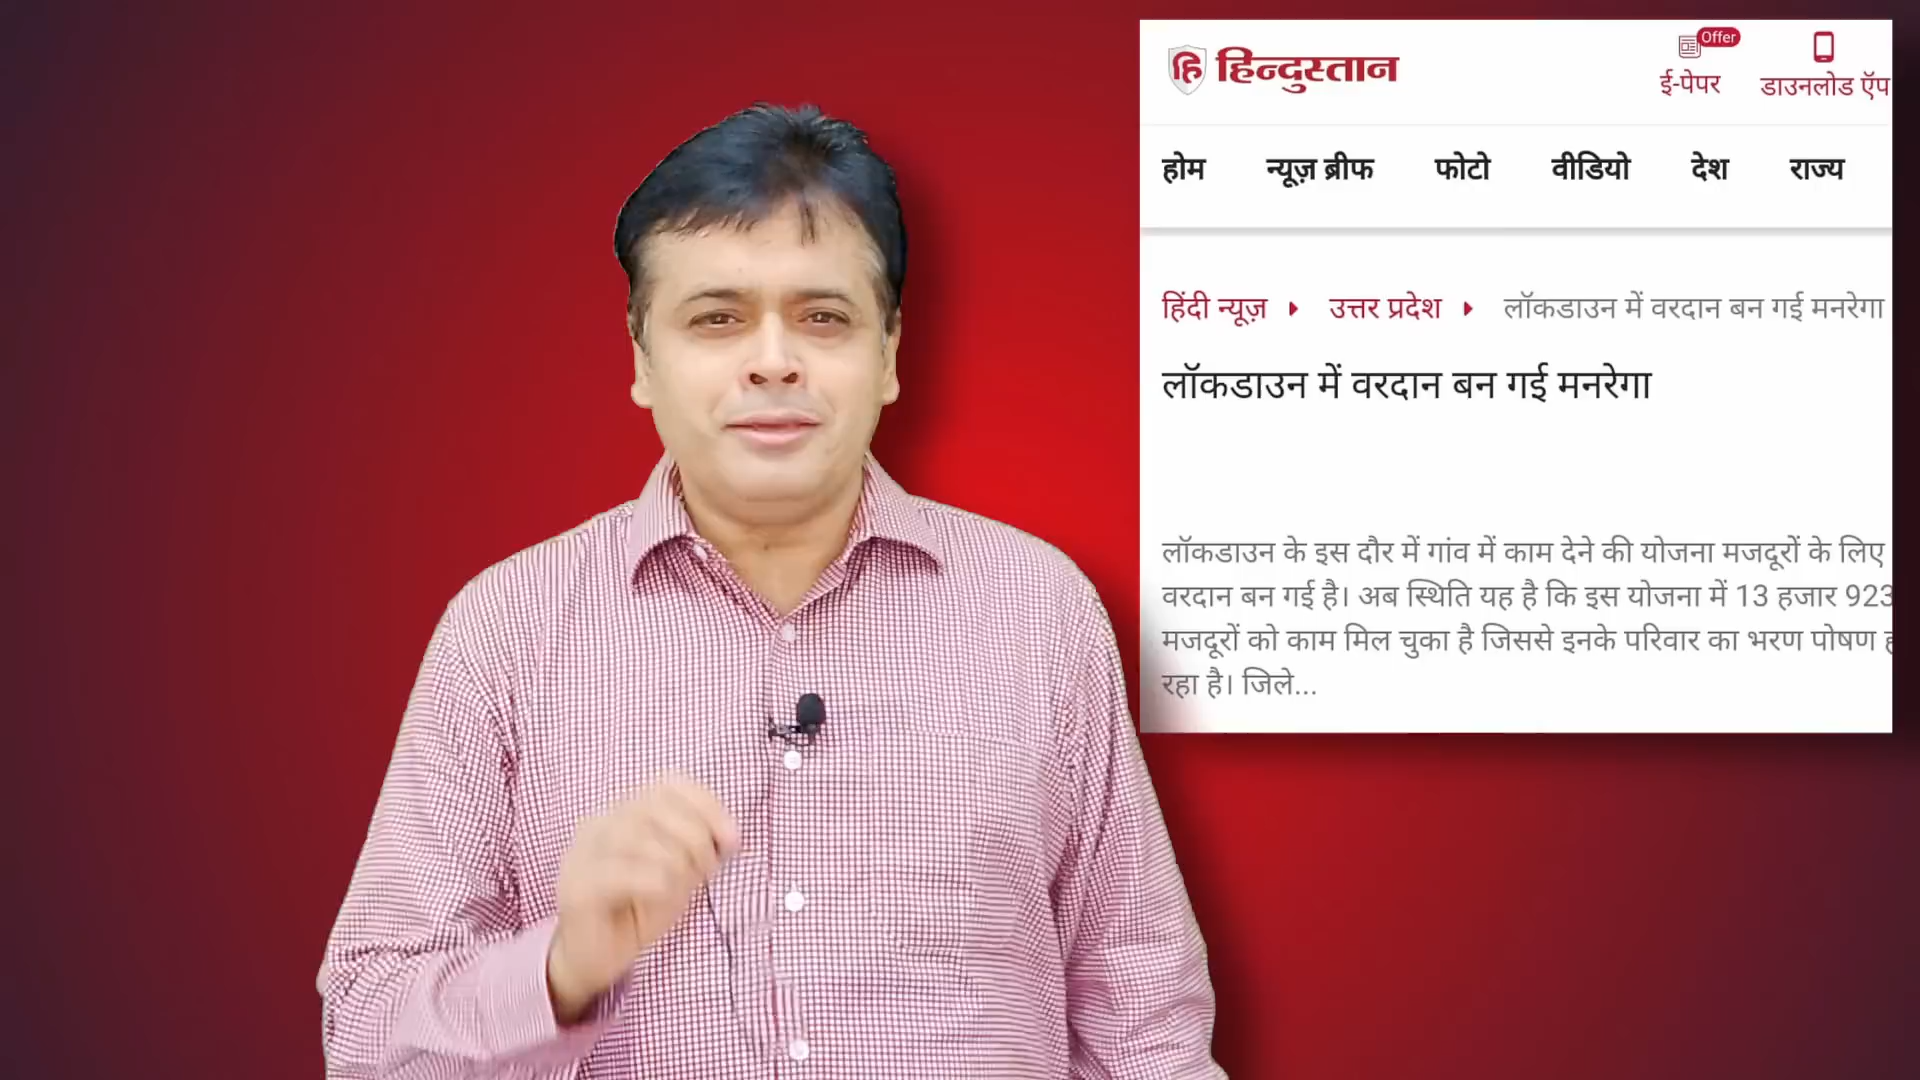 हि हिन्दुस्तान
Offer
ई-पेपर डाउनलोड ऍप
होम न्यूज़ ब्रीफ फोटो वीडियो देश राज्य
हिंदी न्यूज़ उत्तर प्रदेश लॉकडाउन में वरदान बन गई मनरेगा
लॉकडाउन में वरदान बन गई मनरेगा
लॉकडाउन के इस दौर में गांव में काम देने की योजना मजदूरों के लिए
वरदान बन गई है। अब स्थिति यह है कि इस योजना में 13 हजार 923
मजदूरों को काम मिल चुका है जिससे इनके परिवार का भरण पोषण
रहा है। जिले...